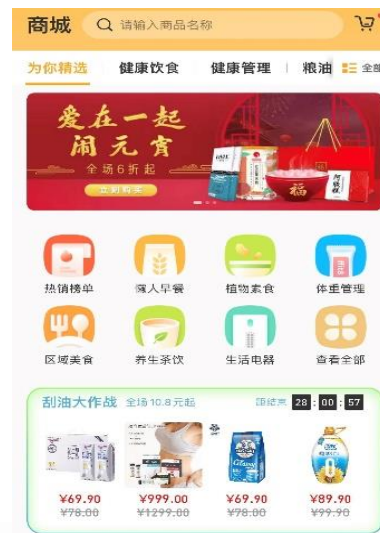 商城 请输入商品名称
为你精选 健康饮食 健康管理 粮油 全部
爱在一起
闹元宵
全场6折起
立即购买
福
热销榜单 懒人早餐 植物素食 体重管理
区域美食 养生茶饮 生活电器 查看全部
刮油大作战 全场10.8元起 距结束 28:00:57
¥69.90 ¥999.00 ¥69.90 ¥89.90
¥78.00 ¥1299.00 ¥78.00 ¥99.90